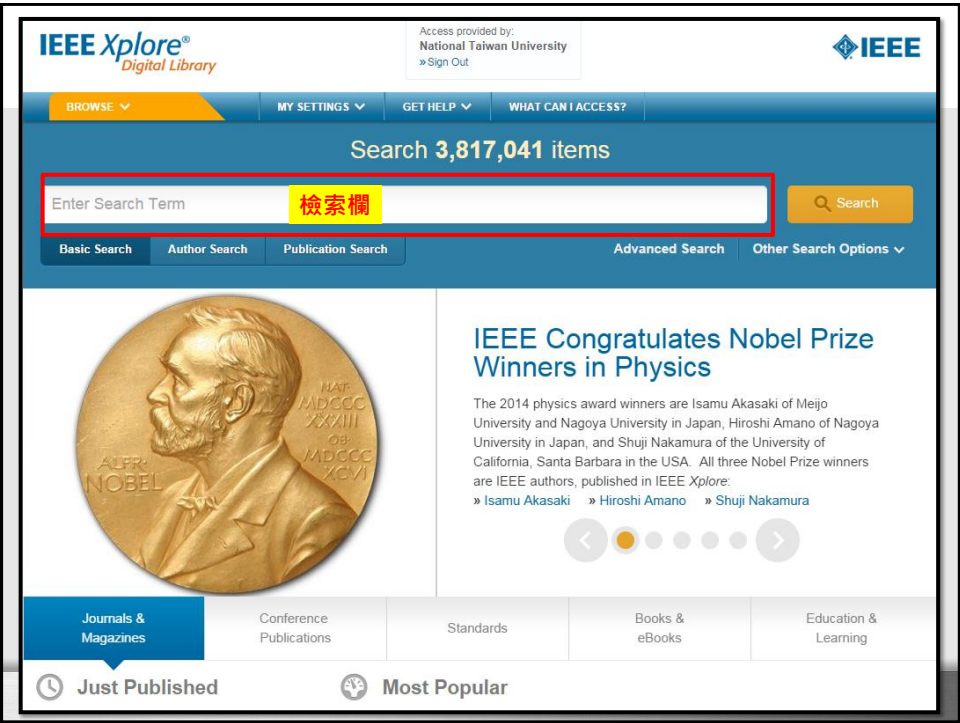 IEEE Xplore®
Digital Library
Access provided by:
National Taiwan University
» Sign Out
IEEE
BROWSE
MY SETTINGS
GET HELP
WHAT CAN I ACCESS?
Search 3,817,041 items
Enter Search Term
檢索欄
Search
Basic Search
Author Search
Publication Search
Advanced Search
Other Search Options
ALFR·
NOBEL
NAT·
MDCCC
XXXIII
OB·
MDCCC
XCVI
IEEE Congratulates Nobel Prize
Winners in Physics
The 2014 physics award winners are Isamu Akasaki of Meijo
University and Nagoya University in Japan, Hiroshi Amano of Nagoya
University in Japan, and Shuji Nakamura of the University of
California, Santa Barbara in the USA. All three Nobel Prize winners
are IEEE authors, published in IEEE Xplore:
» Isamu Akasaki » Hiroshi Amano » Shuji Nakamura
Journals &
Magazines
Conference
Publications
Standards
Books &
eBooks
Education &
Learning
Just Published
Most Popular